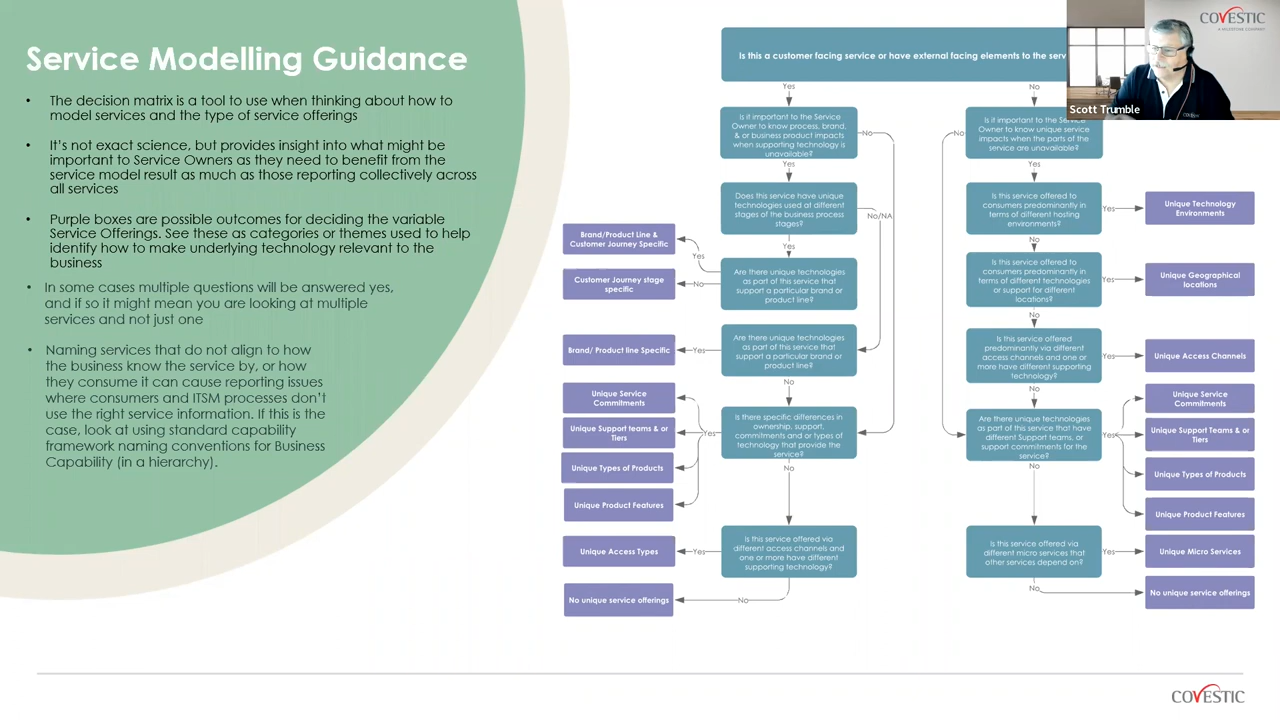 Service Modelling Guidance
• The decision matrix is a tool to use when thinking about how to
model services and the type of service offerings
• It's not exhaustive, but provides insight into what might be
important to Service Owners as they need to benefit from the
service model result as much as those reporting collectively across
all services
• Purple box are possible outcomes for deciding the variable
Service Offerings. See these as category or themes used to help
identify how to make underlying technology relevant to the
business
• In some cases multiple questions will be answered yes,
and if so it might mean you are looking at multiple
services and not just one
• Naming services that do not align to how
the business know the service by, or how
they consume it can cause reporting issues
where consumers and ITSM processes don't
use the right service information. If this is the
case, look at using standard capability
framework naming coventions for Business
Capability (in a hierarchy).
Is this a customer facing service or have external facing elements to the serv
Yes
No
Is it important to the Service
Owner to know process, brand,
& or business product impacts
when supporting technology is
unavailable?
No
Yes
Does this service have unique
technologies used at different
stages of the business process
stages?
No/NA
Yes
Are there unique technologies
as part of this service that
support a particular brand or
product line?
Yes
No
Brand/Product Line &
Customer Journey Specific
Customer Journey stage
specific
Are there unique technologies
as part of this service that
support a particular brand or
product line?
Yes
Brand/ Product line Specific
No
Is there specific differences in
ownership, support,
commitments and or types of
technology that provide the
service?
Yes
Unique Service
Commitments
Unique Support teams & or
Tiers
Unique Types of Products
Unique Product Features
No
Is this service offered via
different access channels and
one or more have different
supporting technology?
Yes
Unique Access Types
No
No unique service offerings
Is it important to the Service
Owner to know unique service
impacts when the parts of the
service are unavailable?
No
Yes
Is this service offered to
consumers predominantly in
terms of different hosting
environments?
Yes
Unique Technology
Environments
No
Is this service offered to
consumers predominantly in
terms of different technologies
or support for different
locations?
Yes
Unique Geographical
locations
No
Is this service offered
predominantly via different
access channels and one or
more have different supporting
technology?
Yes
Unique Access Channels
No
Are there unique technologies
as part of this service that have
different Support teams, or
support commitments for the
service?
Yes
Unique Service
Commitments
Unique Support Teams & or
Tiers
Unique Types of Products
Unique Product Features
No
Is this service offered via
different micro services that
other services depend on?
Yes
Unique Micro Services
No
No unique service offerings
COVESTIC
Scott Trumble
COVESTIC